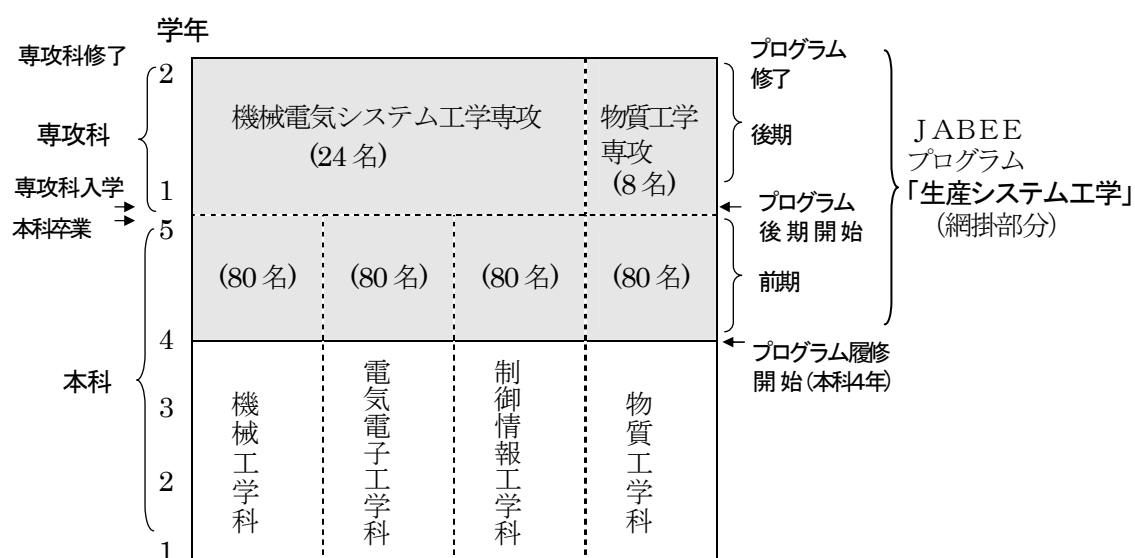 学年
専攻科修了
2
専攻科
1
専攻科入学
本科卒業
5
4
本科
3
2
1
機械電気システム工学専攻
(24名)
物質工学
専攻
(8名)
(80名)
(80名)
(80名)
(80名)
機械工学科
電気電子工学科
制御情報工学科
物質工学科
プログラム
修了
後期
プログラム
後期開始
前期
プログラム履修
開始(本科4年)
JABEE
プログラム
「生産システム工学」
(網掛部分)